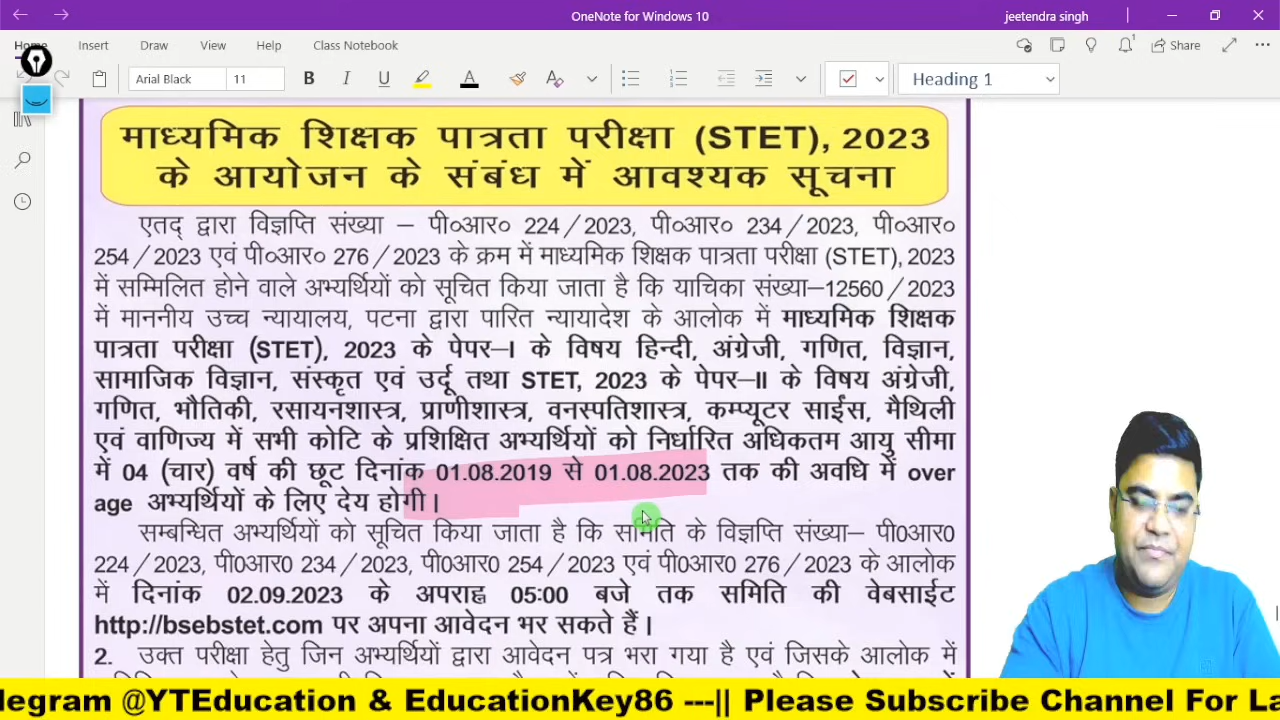 OneNote for Windows 10
jeetendra singh
Home Insert Draw View Help Class Notebook
Share
Arial Black 11 B I U A Heading 1
माध्यमिक शिक्षक पात्रता परीक्षा (STET), 2023
के आयोजन के संबंध में आवश्यक सूचना
एतद् द्वारा विज्ञप्ति संख्या – पी०आर० 224/2023, पी०आर० 234/2023, पी०आर०
254/2023 एवं पी०आर० 276/2023 के क्रम में माध्यमिक शिक्षक पात्रता परीक्षा (STET), 2023
में सम्मिलित होने वाले अभ्यर्थियों को सूचित किया जाता है कि याचिका संख्या–12560/2023
में माननीय उच्च न्यायालय, पटना द्वारा पारित न्यायादेश के आलोक में माध्यमिक शिक्षक
पात्रता परीक्षा (STET), 2023 के पेपर–I के विषय हिन्दी, अंग्रेजी, गणित, विज्ञान,
सामाजिक विज्ञान, संस्कृत एवं उर्दू तथा STET, 2023 के पेपर–II के विषय अंग्रेजी,
गणित, भौतिकी, रसायनशास्त्र, प्राणीशास्त्र, वनस्पतिशास्त्र, कम्प्यूटर साईंस, मैथिली
एवं वाणिज्य में सभी कोटि के प्रशिक्षित अभ्यर्थियों को निर्धारित अधिकतम आयु सीमा
में 04 (चार) वर्ष की छूट दिनांक 01.08.2019 से 01.08.2023 तक की अवधि में over
age अभ्यर्थियों के लिए देय होगी।
सम्बन्धित अभ्यर्थियों को सूचित किया जाता है कि समिति के विज्ञप्ति संख्या– पी0आर0
224/2023, पी0आर0 234/2023, पी0आर0 254/2023 एवं पी0आर0 276/2023 के आलोक
में दिनांक 02.09.2023 के अपराह्न 05:00 बजे तक समिति की वेबसाईट
http://bsebstet.com पर अपना आवेदन भर सकते हैं।
2. उक्त परीक्षा हेतु जिन अभ्यर्थियों द्वारा आवेदन पत्र भरा गया है एवं जिसके आलोक में
legram @YTEducation & EducationKey86 ---|| Please Subscribe Channel For La